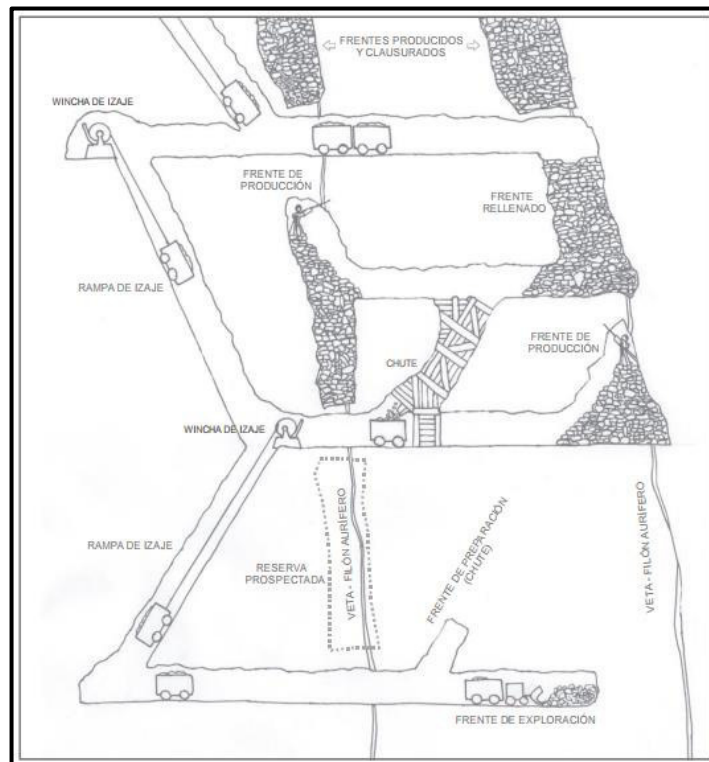 FRENTES PRODUCIDOS
Y CLAUSURADOS
WINCHA DE IZAJE
FRENTE DE
PRODUCCIÓN
FRENTE
RELLENADO
RAMPA DE IZAJE
FRENTE DE
PRODUCCIÓN
CHUTE
WINCHA DE IZAJE
RAMPA DE IZAJE
RESERVA
PROSPECTADA
VETA - FILÓN AURÍFERO
FRENTE DE PREPARACIÓN
(CHUTE)
VETA - FILÓN AURÍFERO
FRENTE DE EXPLORACIÓN